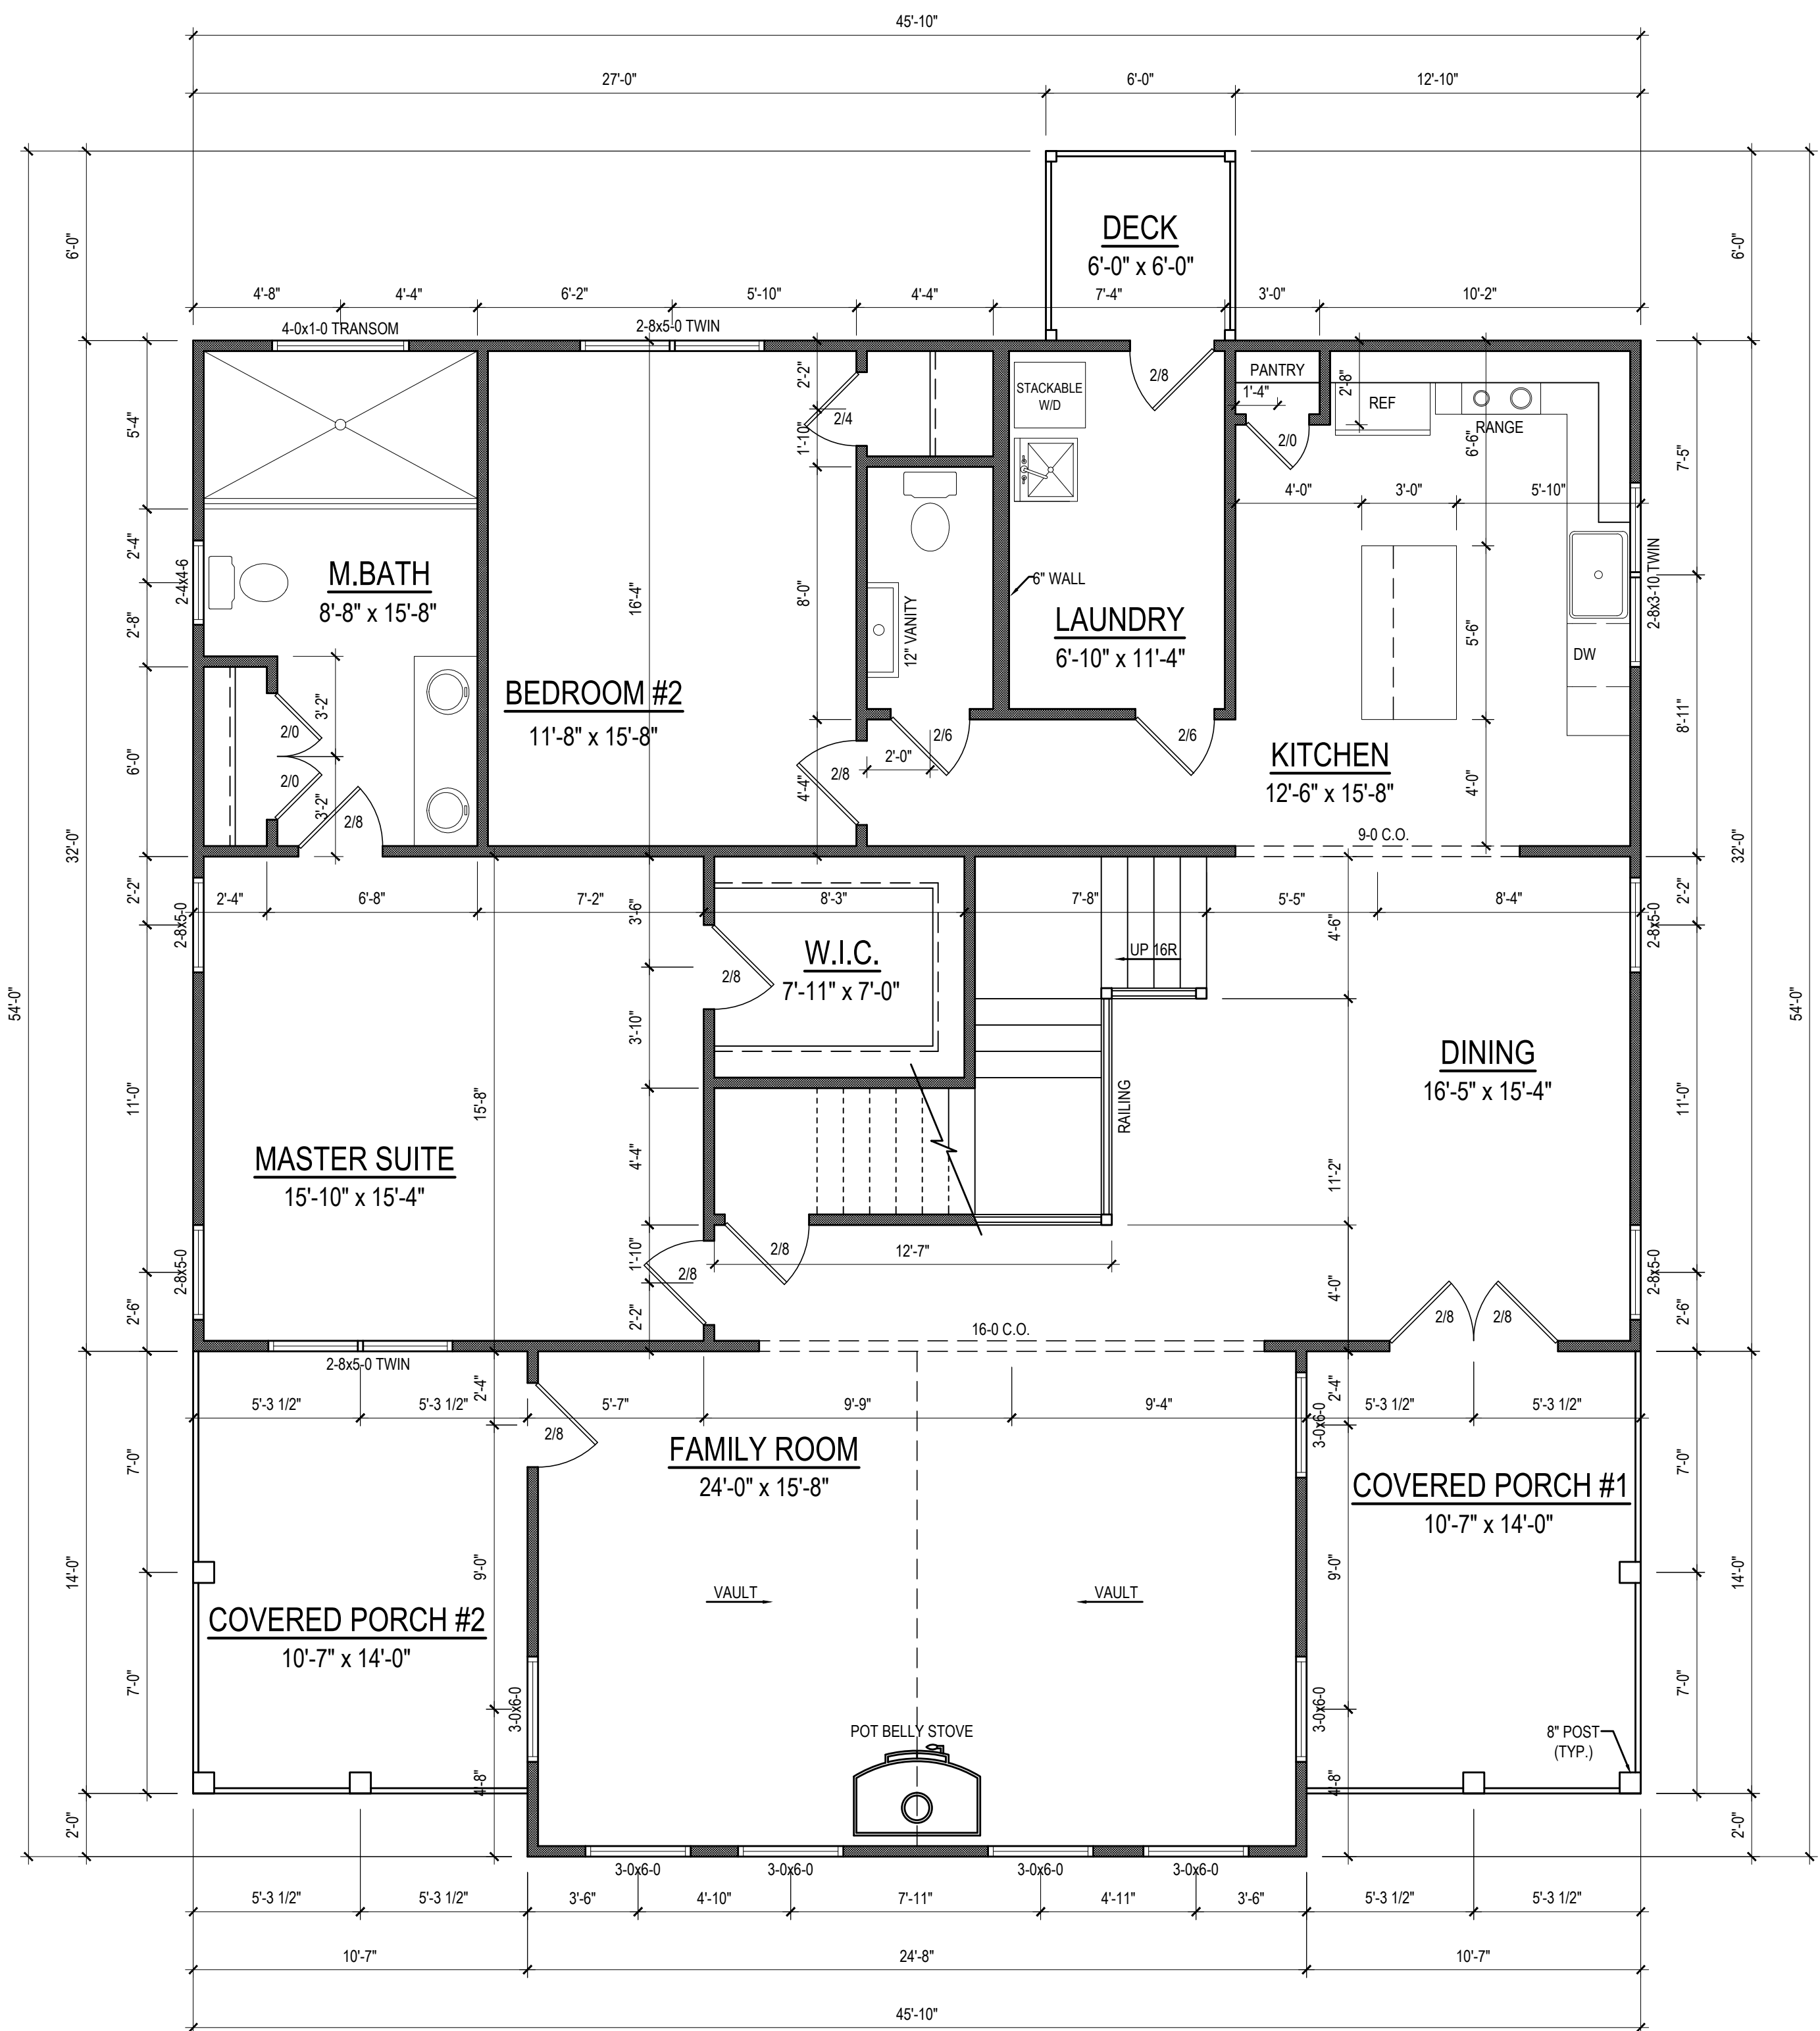 45'-10"
27'-0"
6'-0"
12'-10"
DECK
6'-0" x 6'-0"
6'-0"
6'-0"
4'-8"
4'-4"
6'-2"
5'-10"
4'-4"
7'-4"
3'-0"
10'-2"
4-0x1-0 TRANSOM
2-8x5-0 TWIN
2'-2"
2/4
1'-10"
STACKABLE
W/D
2/8
PANTRY
1'-4"
2'-8"
REF
RANGE
2/0
6'-6"
5'-4"
7'-5"
4'-0"
3'-0"
5'-10"
2'-4"
2-4x4-6
2'-8"
M.BATH
8'-8" x 15'-8"
16'-4"
8'-0"
12" VANITY
6" WALL
LAUNDRY
6'-10" x 11'-4"
5'-6"
DW
2-8x3-10 TWIN
BEDROOM #2
11'-8" x 15'-8"
3'-2"
2/0
2/0
3'-2"
2/8
6'-0"
2/8
4'-4"
2'-0"
2/6
2/6
KITCHEN
12'-6" x 15'-8"
4'-0"
8'-11"
9-0 C.O.
32'-0"
32'-0"
2'-2"
2'-4"
6'-8"
7'-2"
3'-6"
8'-3"
7'-8"
4'-6"
5'-5"
8'-4"
2'-2"
2-8x5-0
2-8x5-0
W.I.C.
7'-11" x 7'-0"
2/8
UP 16R
3'-10"
54'-0"
54'-0"
11'-0"
11'-0"
15'-8"
DINING
16'-5" x 15'-4"
RAILING
MASTER SUITE
15'-10" x 15'-4"
4'-4"
11'-2"
2/8
12'-7"
1'-10"
2/8
2'-2"
4'-0"
2-8x5-0
2-8x5-0
2'-6"
2'-6"
2/8
2/8
16-0 C.O.
2-8x5-0 TWIN
2'-4"
2'-4"
5'-3 1/2"
5'-3 1/2"
5'-7"
9'-9"
9'-4"
5'-3 1/2"
5'-3 1/2"
3-0x6-0
2/8
FAMILY ROOM
24'-0" x 15'-8"
7'-0"
7'-0"
COVERED PORCH #1
10'-7" x 14'-0"
14'-0"
14'-0"
9'-0"
9'-0"
VAULT
VAULT
COVERED PORCH #2
10'-7" x 14'-0"
7'-0"
7'-0"
3-0x6-0
3-0x6-0
POT BELLY STOVE
8" POST
(TYP.)
4'-8"
4'-8"
2'-0"
2'-0"
3-0x6-0
3-0x6-0
3-0x6-0
3-0x6-0
5'-3 1/2"
5'-3 1/2"
3'-6"
4'-10"
7'-11"
4'-11"
3'-6"
5'-3 1/2"
5'-3 1/2"
10'-7"
24'-8"
10'-7"
45'-10"